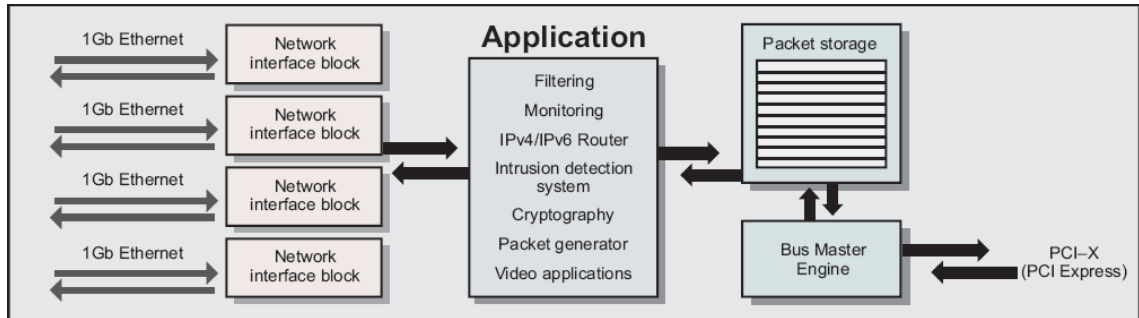 1Gb Ethernet
Network
interface block
1Gb Ethernet
Network
interface block
1Gb Ethernet
Network
interface block
1Gb Ethernet
Network
interface block
Application
Filtering
Monitoring
IPv4/IPv6 Router
Intrusion detection
system
Cryptography
Packet generator
Video applications
Packet storage
Bus Master
Engine
PCI–X
(PCI Express)